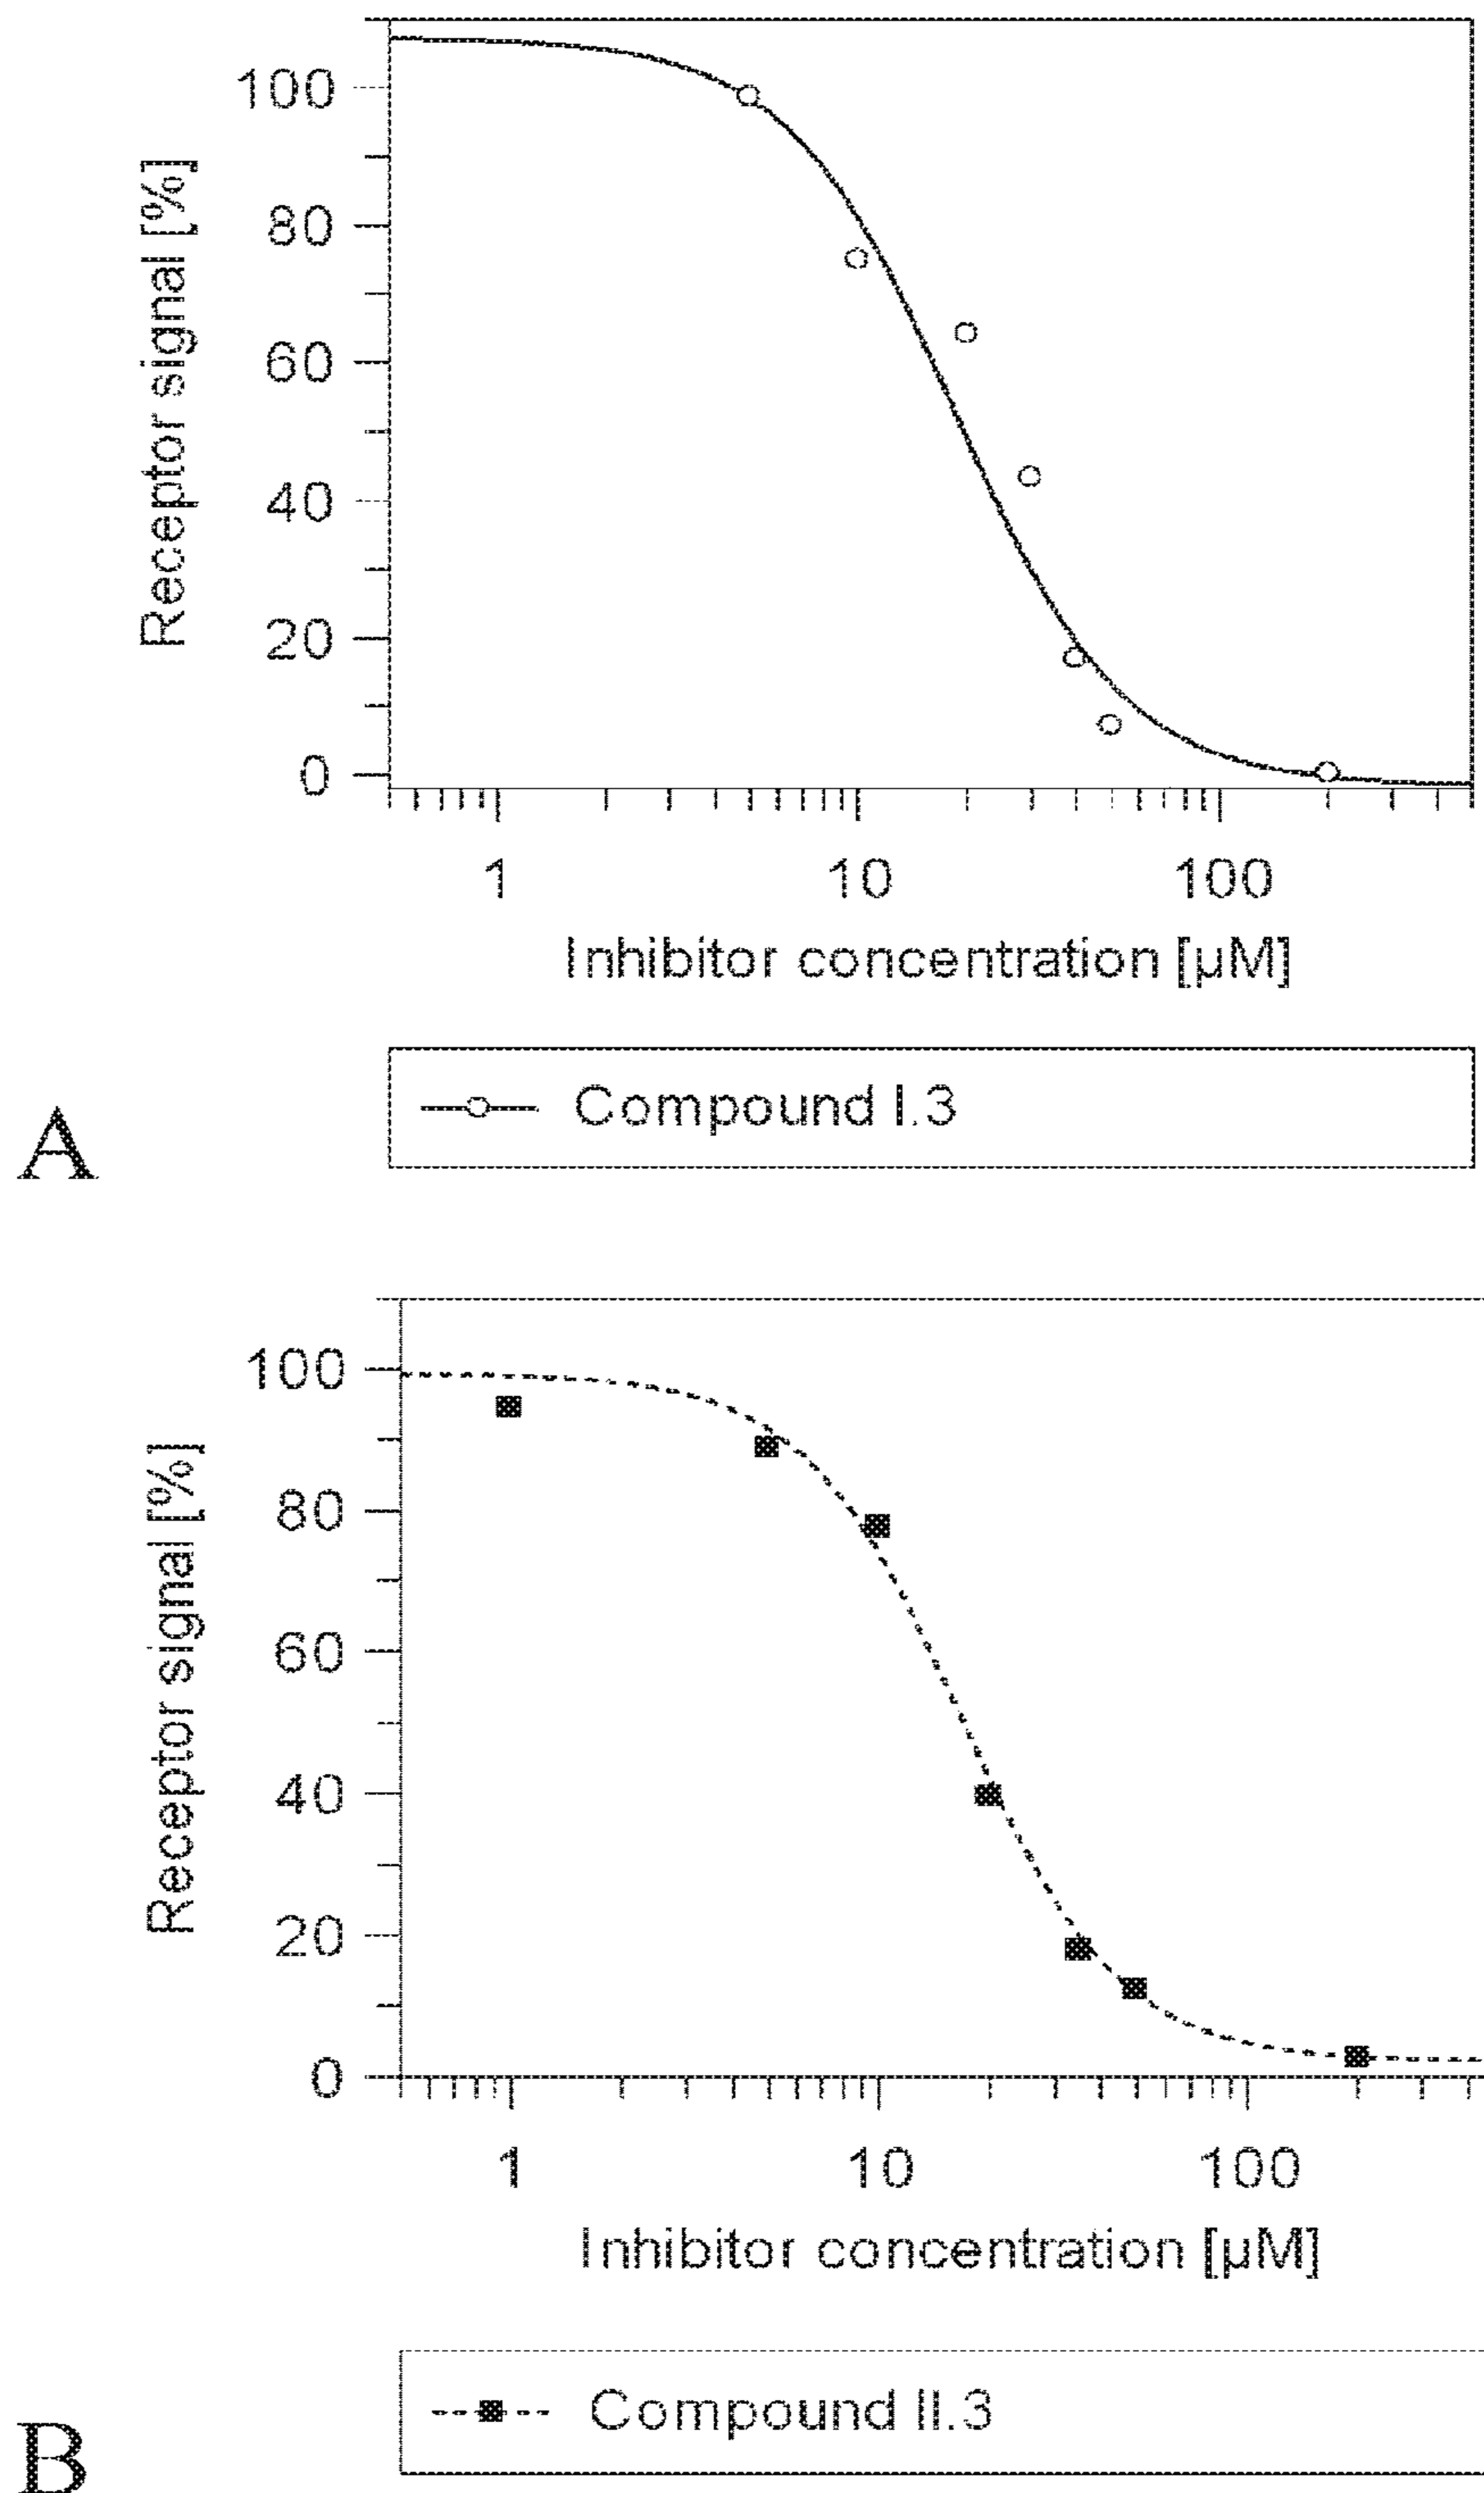 Receptor signal [%]
100
80
60
40
20
0
1 10 100
Inhibitor concentration [µM]
Compound I.3
A
Receptor signal [%]
100
80
60
40
20
0
1 10 100
Inhibitor concentration [µM]
Compound II.3
B